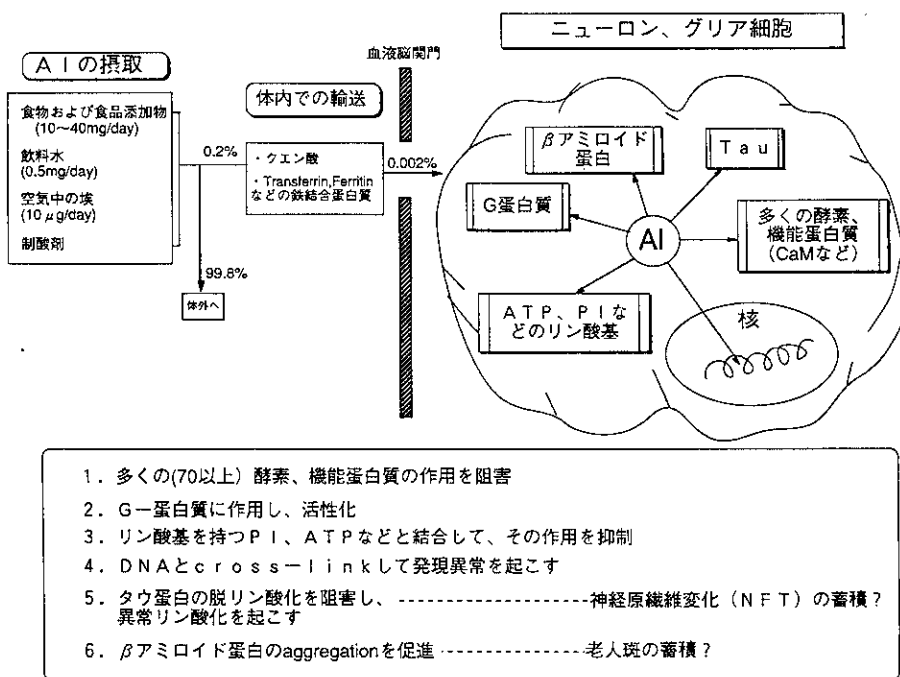 ニューロン、グリア細胞
血液脳関門
Alの摂取
体内での輸送
食物および食品添加物
(10〜40mg/day)
飲料水
(0.5mg/day)
空気中の埃
(10μg/day)
制酸剤
0.2%
99.8%
体外へ
・クエン酸
・Transferrin,Ferritin
などの鉄結合蛋白質
0.002%
βアミロイド
蛋白
Tau
G蛋白質
Al
多くの酵素、
機能蛋白質
(CaMなど)
ATP、PIな
どのリン酸基
核
1．多くの(70以上）酵素、機能蛋白質の作用を阻害
2．G－蛋白質に作用し、活性化
3．リン酸基を持つPI、ATPなどと結合して、その作用を抑制
4．DNAとcross－linkして発現異常を起こす
5．タウ蛋白の脱リン酸化を阻害し、--------------------神経原繊維変化（NFT）の蓄積？
異常リン酸化を起こす
6．βアミロイド蛋白のaggregationを促進--------------老人斑の蓄積？